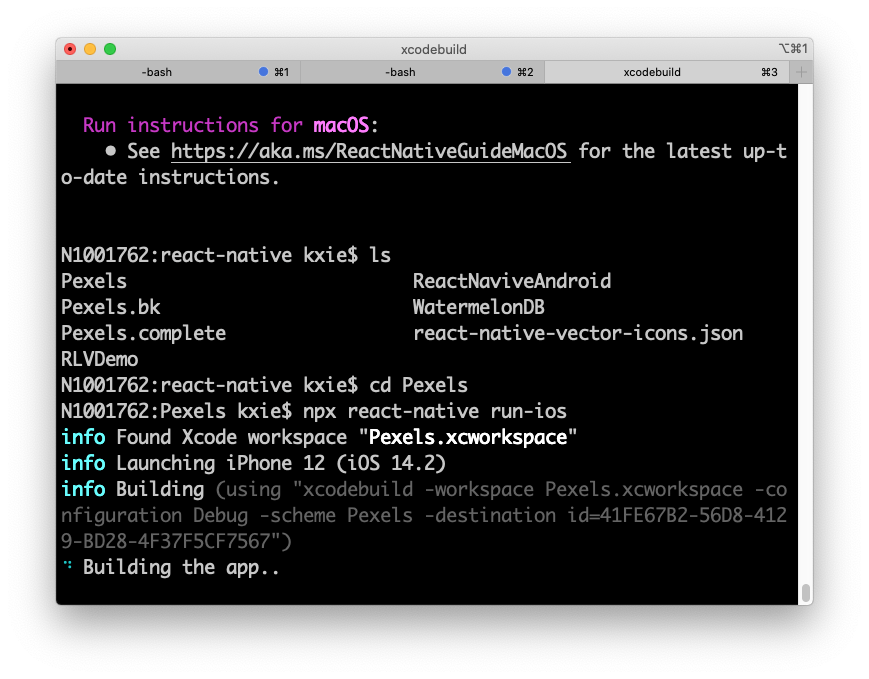 xcodebuild
⌥⌘1
-bash ⌘1 -bash ⌘2 xcodebuild ⌘3 +
Run instructions for macOS:
• See https://aka.ms/ReactNativeGuideMacOS for the latest up-t
o-date instructions.
N1001762:react-native kxie$ ls
Pexels ReactNaviveAndroid
Pexels.bk WatermelonDB
Pexels.complete react-native-vector-icons.json
RLVDemo
N1001762:react-native kxie$ cd Pexels
N1001762:Pexels kxie$ npx react-native run-ios
info Found Xcode workspace "Pexels.xcworkspace"
info Launching iPhone 12 (iOS 14.2)
info Building (using "xcodebuild -workspace Pexels.xcworkspace -co
nfiguration Debug -scheme Pexels -destination id=41FE67B2-56D8-412
9-BD28-4F37F5CF7567")
Building the app..